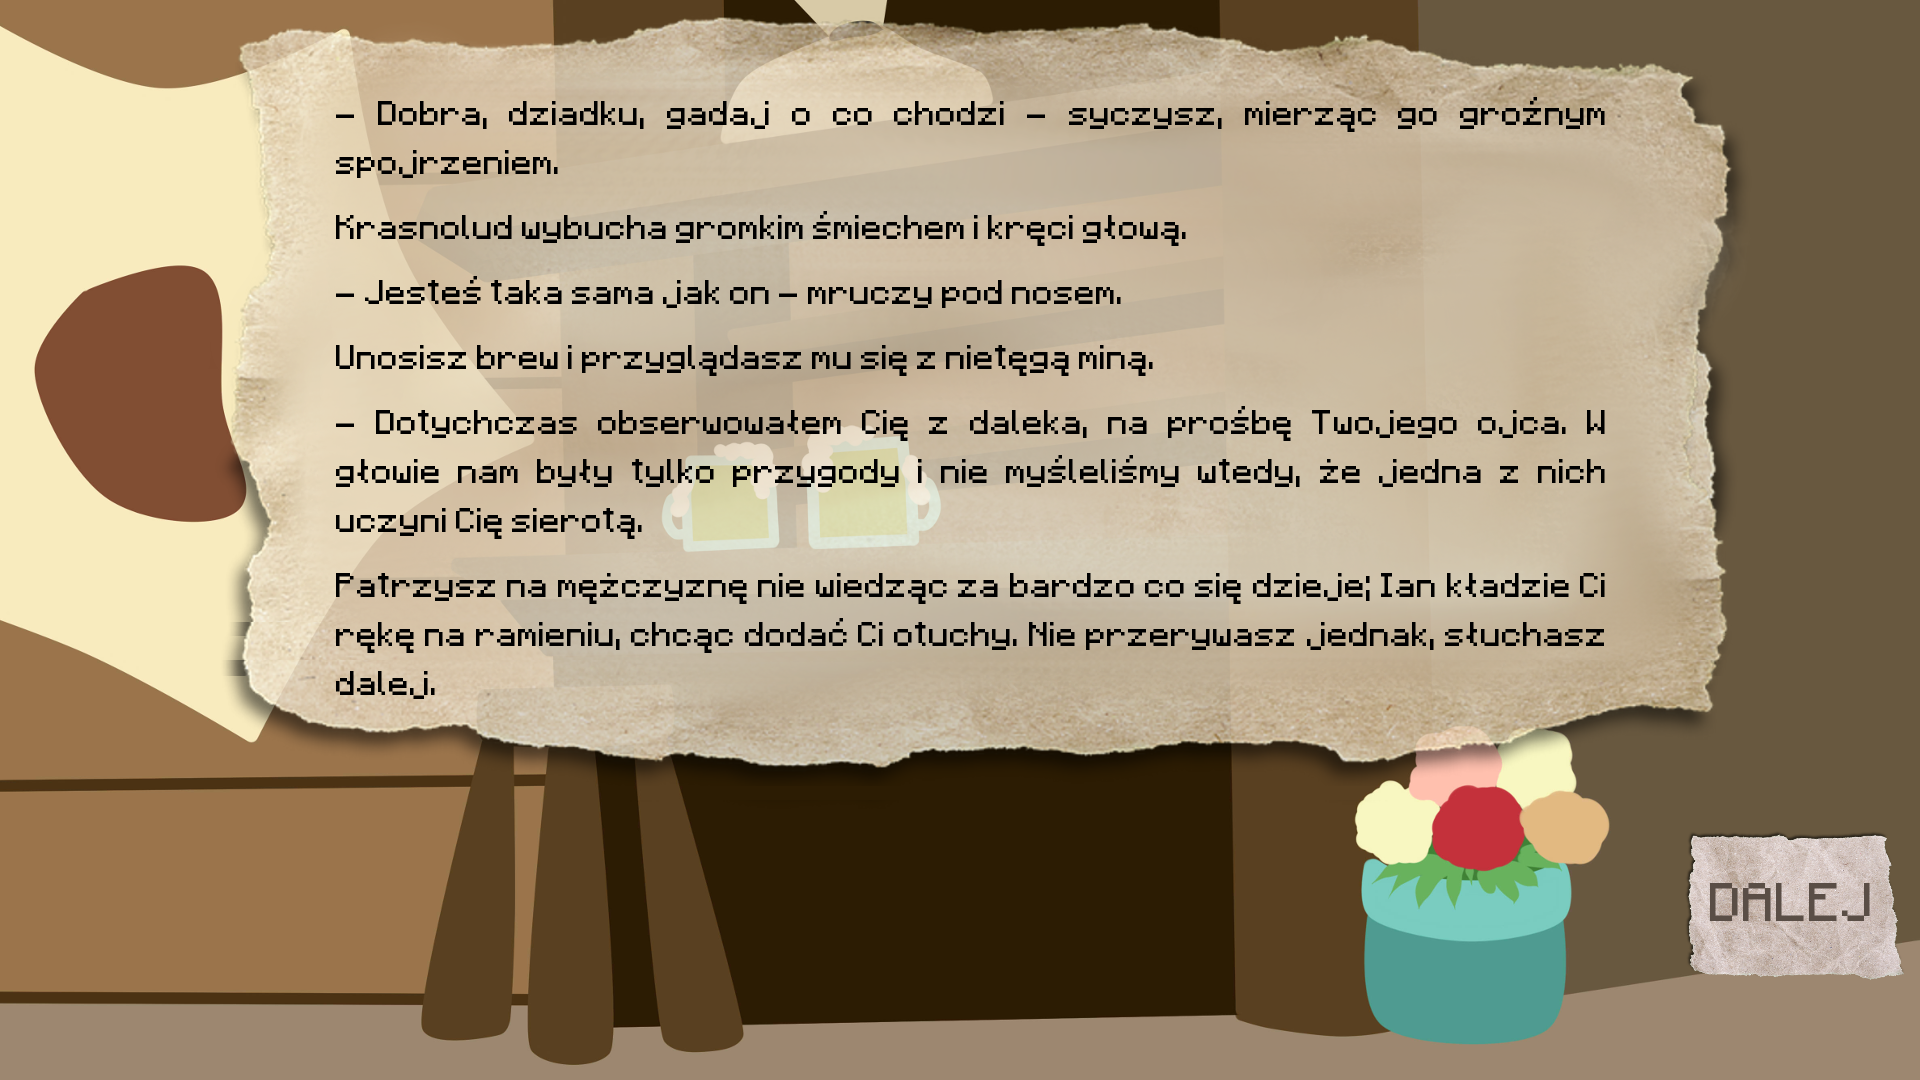 – Dobra, dziadku, gadaj o co chodzi – syczysz, mierząc go groźnym
spojrzeniem.
Krasnolud wybucha gromkim śmiechem i kręci głową.
– Jesteś taka sama jak on – mruczy pod nosem.
Unosisz brew i przyglądasz mu się z nietęgą miną.
– Dotychczas obserwowałem Cię z daleka, na prośbę Twojego ojca. W
głowie nam były tylko przygody i nie myśleliśmy wtedy, że jedna z nich
uczyni Cię sierotą.
Patrzysz na mężczyznę nie wiedząc za bardzo co się dzieje; Ian kładzie Ci
rękę na ramieniu, chcąc dodać Ci otuchy. Nie przerywasz jednak, słuchasz
dalej.
DALEJ